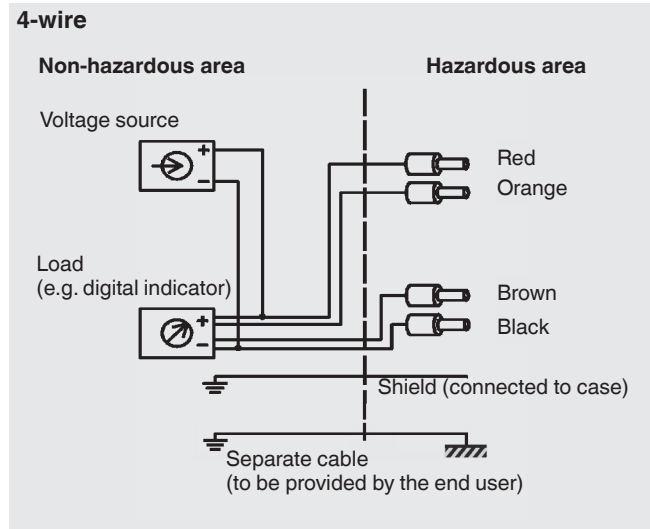 4-wire
Non-hazardous area
Hazardous area
Voltage source
+
−
Red
Orange
Load
(e.g. digital indicator)
+
−
Brown
Black
Shield (connected to case)
Separate cable
(to be provided by the end user)